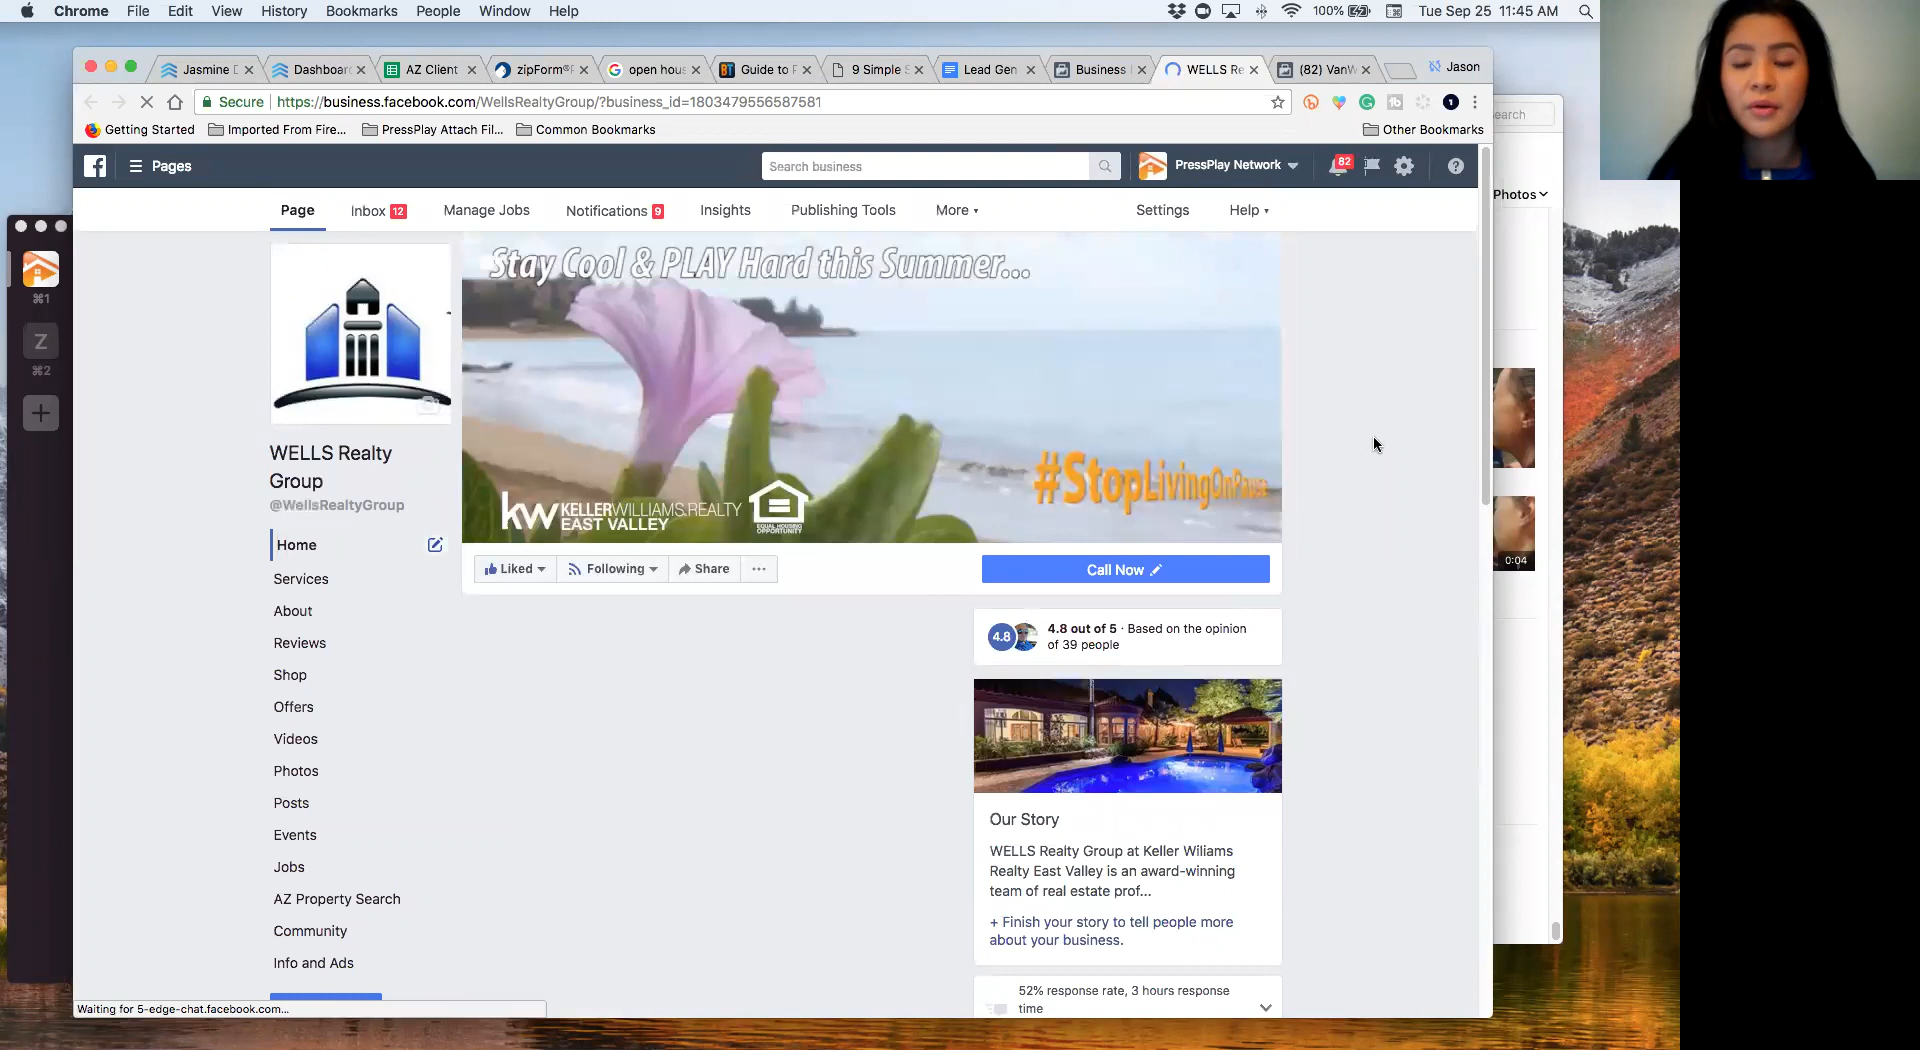 Chrome File Edit View History Bookmarks People Window Help
100% Tue Sep 25 11:45 AM
Jasmine Dashboar AZ Client zipForm® open hou Guide to 9 Simple S Lead Gen Business WELLS Re (82) VanW Jason
Secure https://business.facebook.com/WellsRealtyGroup/?business_id=1803479556587581
Getting Started Imported From Fire... PressPlay Attach Fil... Common Bookmarks Other Bookmarks
earch
Pages Search business PressPlay Network 82
Photos
Page Inbox 12 Manage Jobs Notifications 9 Insights Publishing Tools More Settings Help
⌘1
Z
⌘2
Stay Cool & PLAY Hard this Summer...
#StopLivingOnPause
kw KELLERWILLIAMS. REALTY
EAST VALLEY
EQUAL HOUSING
OPPORTUNITY
WELLS Realty
Group
@WellsRealtyGroup
Home
Services
About
Reviews
Shop
Offers
Videos
Photos
Posts
Events
Jobs
AZ Property Search
Community
Info and Ads
Liked Following Share ... Call Now
0:04
4.8 4.8 out of 5 · Based on the opinion
of 39 people
Our Story
WELLS Realty Group at Keller Wiliams
Realty East Valley is an award-winning
team of real estate prof...
+ Finish your story to tell people more
about your business.
52% response rate, 3 hours response
time
Waiting for 5-edge-chat.facebook.com...